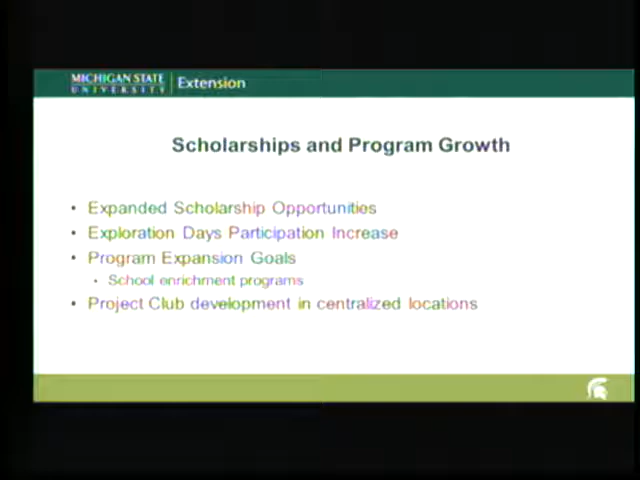 MICHIGAN STATE
UNIVERSITY
Extension
Scholarships and Program Growth
• Expanded Scholarship Opportunities
• Exploration Days Participation Increase
• Program Expansion Goals
• School enrichment programs
• Project Club development in centralized locations